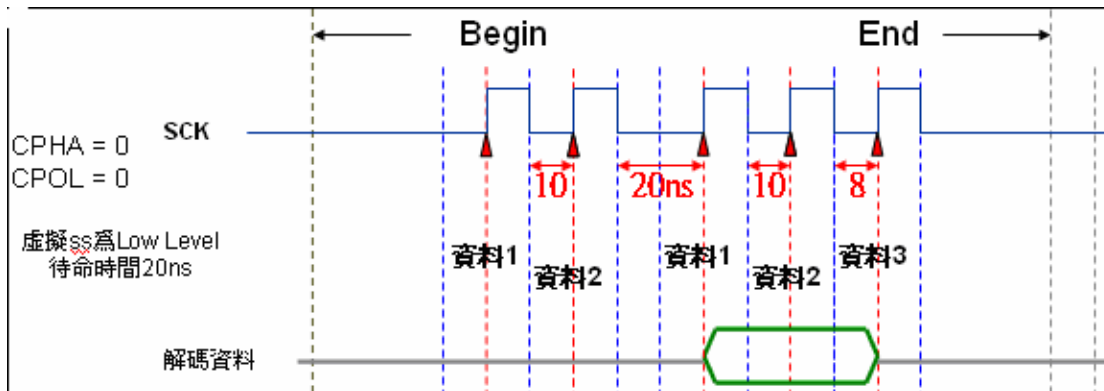 Begin
End
SCK
CPHA = 0
CPOL = 0
10
20ns
10
8
虛擬ss為Low Level
待命時間20ns
資料1
資料2
資料1
資料2
資料3
解碼資料